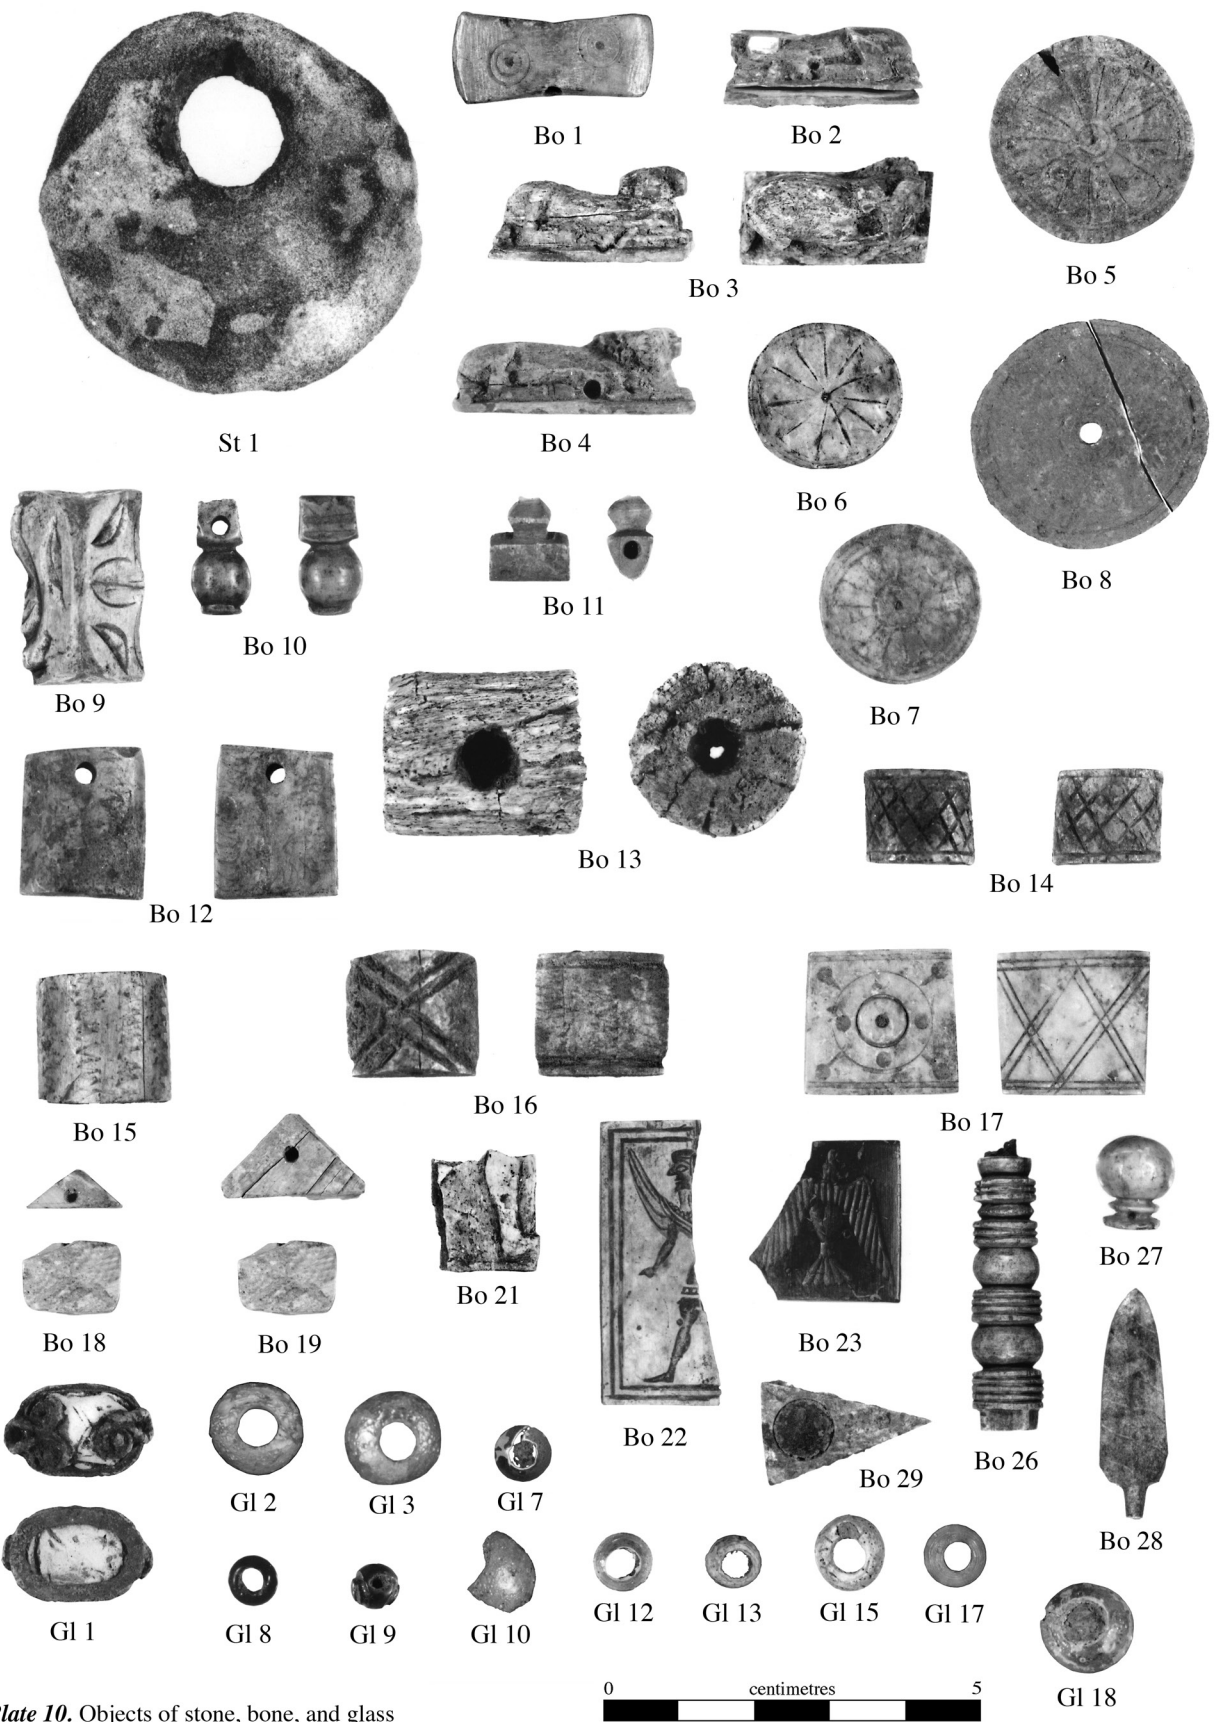 Bo 1
Bo 2
Bo 5
Bo 3
St 1
Bo 4
Bo 6
Bo 8
Bo 11
Bo 10
Bo 9
Bo 7
Bo 13
Bo 14
Bo 12
Bo 16
Bo 17
Bo 15
Bo 27
Bo 21
Bo 18
Bo 19
Bo 23
Bo 22
Bo 26
Bo 29
Gl 2
Gl 3
Gl 7
Bo 28
Gl 1
Gl 8
Gl 9
Gl 10
Gl 12
Gl 13
Gl 15
Gl 17
Gl 18
0 centimetres 5
late 10. Objects of stone, bone, and glass